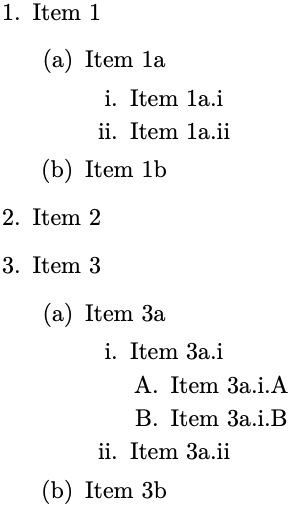 1. Item 1
(a) Item 1a
i. Item 1a.i
ii. Item 1a.ii
(b) Item 1b
2. Item 2
3. Item 3
(a) Item 3a
i. Item 3a.i
A. Item 3a.i.A
B. Item 3a.i.B
ii. Item 3a.ii
(b) Item 3b